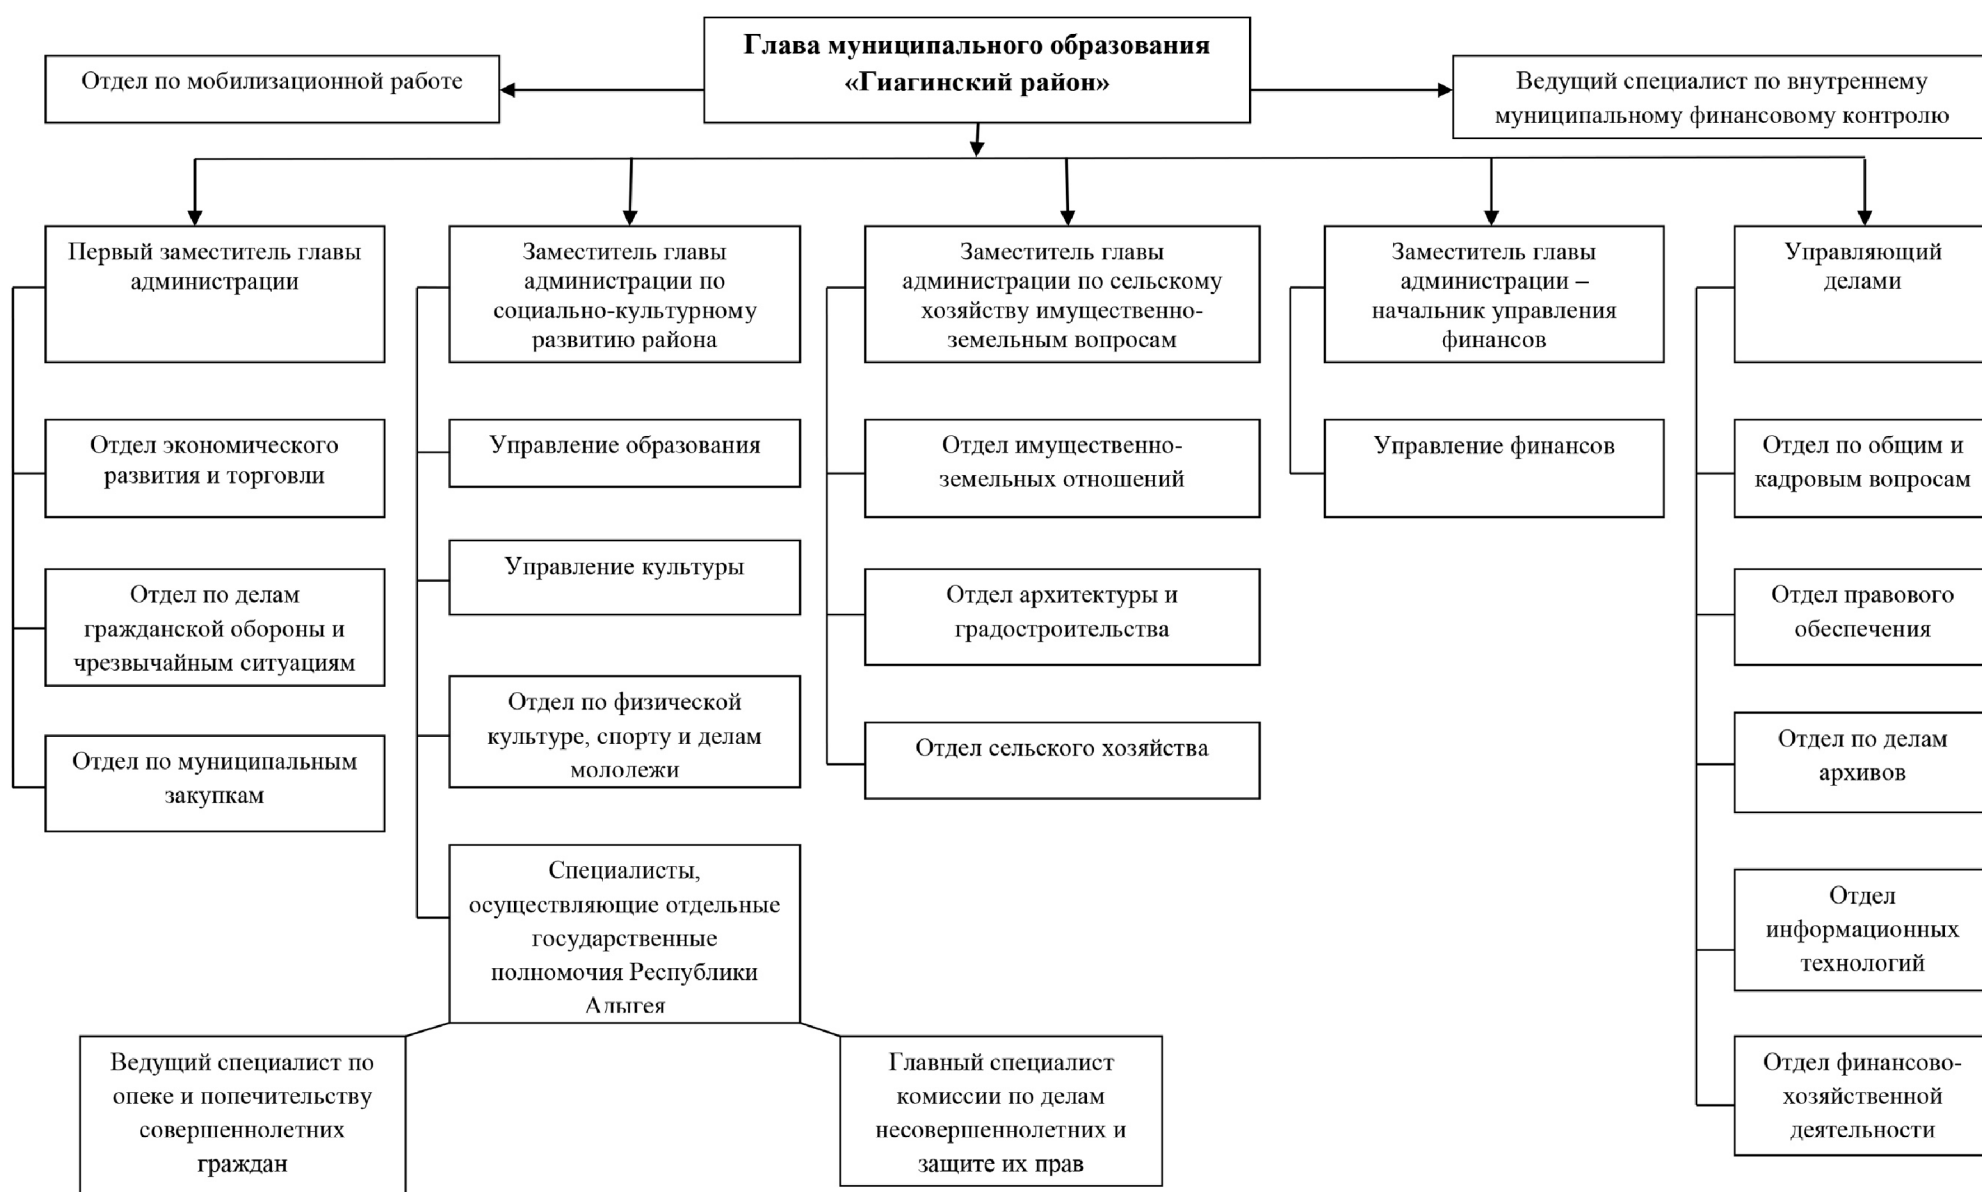 Глава муниципального образования
«Гиагинский район»
Отдел по мобилизационной работе
Ведущий специалист по внутреннему
муниципальному финансовому контролю
Первый заместитель главы
администрации
Заместитель главы
администрации по
социально-культурному
развитию района
Заместитель главы
администрации по сельскому
хозяйству имущественно-
земельным вопросам
Заместитель главы
администрации –
начальник управления
финансов
Управляющий
делами
Отдел экономического
развития и торговли
Отдел по делам
гражданской обороны и
чрезвычайным ситуациям
Отдел по муниципальным
закупкам
Управление образования
Управление культуры
Отдел по физической
культуре, спорту и делам
молодежи
Специалисты,
осуществляющие отдельные
государственные
полномочия Республики
Адыгея
Ведущий специалист по
опеке и попечительству
совершеннолетних
граждан
Главный специалист
комиссии по делам
несовершеннолетних и
защите их прав
Отдел имущественно-
земельных отношений
Отдел архитектуры и
градостроительства
Отдел сельского хозяйства
Управление финансов
Отдел по общим и
кадровым вопросам
Отдел правового
обеспечения
Отдел по делам
архивов
Отдел
информационных
технологий
Отдел финансово-
хозяйственной
деятельности